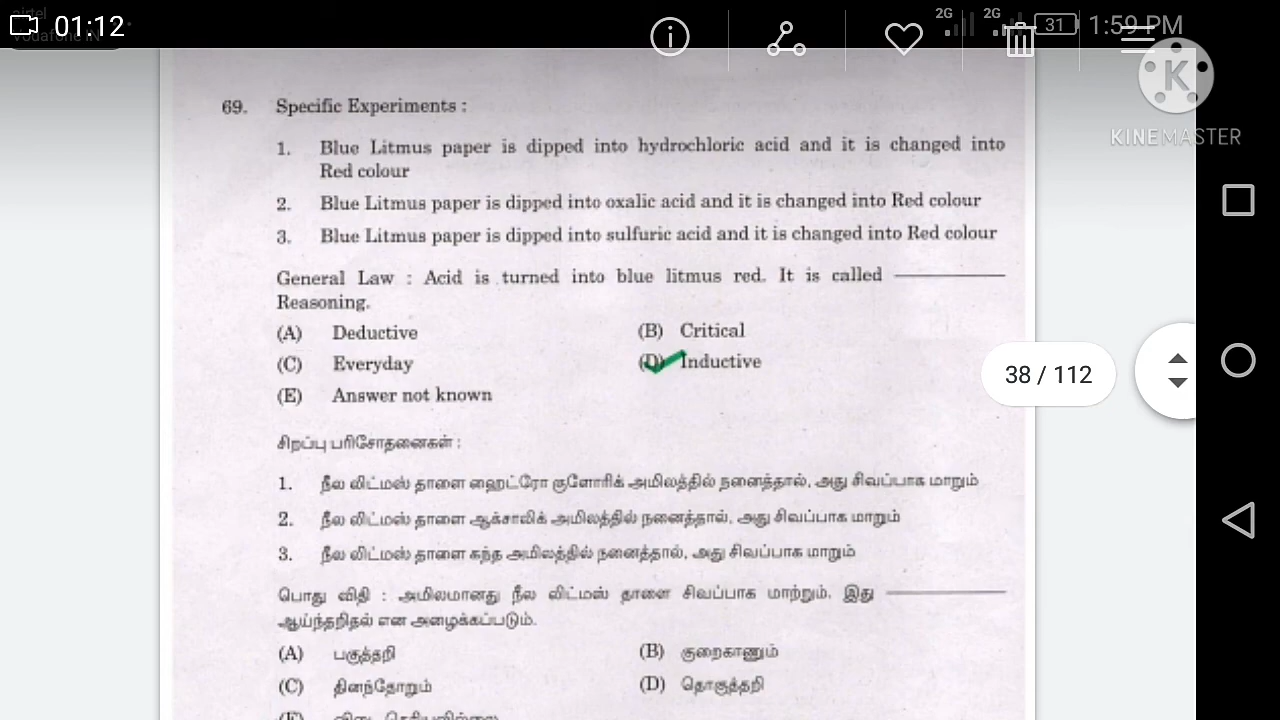 airtel
01:12
2G 2G 31 1:59 PM
vodafone IN
K
KINEMASTER
69. Specific Experiments :
1. Blue Litmus paper is dipped into hydrochloric acid and it is changed into
Red colour
2. Blue Litmus paper is dipped into oxalic acid and it is changed into Red colour
3. Blue Litmus paper is dipped into sulfuric acid and it is changed into Red colour
General Law : Acid is turned into blue litmus red. It is called ————
Reasoning.
(A) Deductive (B) Critical
(C) Everyday (D) Inductive
(E) Answer not known
38 / 112
சிறப்பு பரிசோதனைகள் :
1. நீல லிட்மஸ் தாளை ஹைட்ரோ குளோரிக் அமிலத்தில் நனைத்தால், அது சிவப்பாக மாறும்
2. நீல லிட்மஸ் தாளை ஆக்சாலிக் அமிலத்தில் நனைத்தால், அது சிவப்பாக மாறும்
3. நீல லிட்மஸ் தாளை கந்த அமிலத்தில் நனைத்தால், அது சிவப்பாக மாறும்
பொது விதி : அமிலமானது நீல லிட்மஸ் தாளை சிவப்பாக மாற்றும். இது ————
ஆய்ந்தறிதல் என அழைக்கப்படும்.
(A) பகுத்தறி (B) குறைகாணும்
(C) தினந்தோறும் (D) தொகுத்தறி